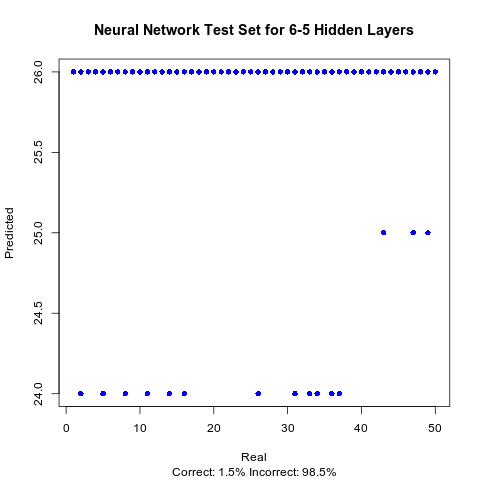 Neural Network Test Set for 6-5 Hidden Layers
26.0
25.5
25.0
24.5
24.0
Predicted
0 10 20 30 40 50
Real
Correct: 1.5% Incorrect: 98.5%